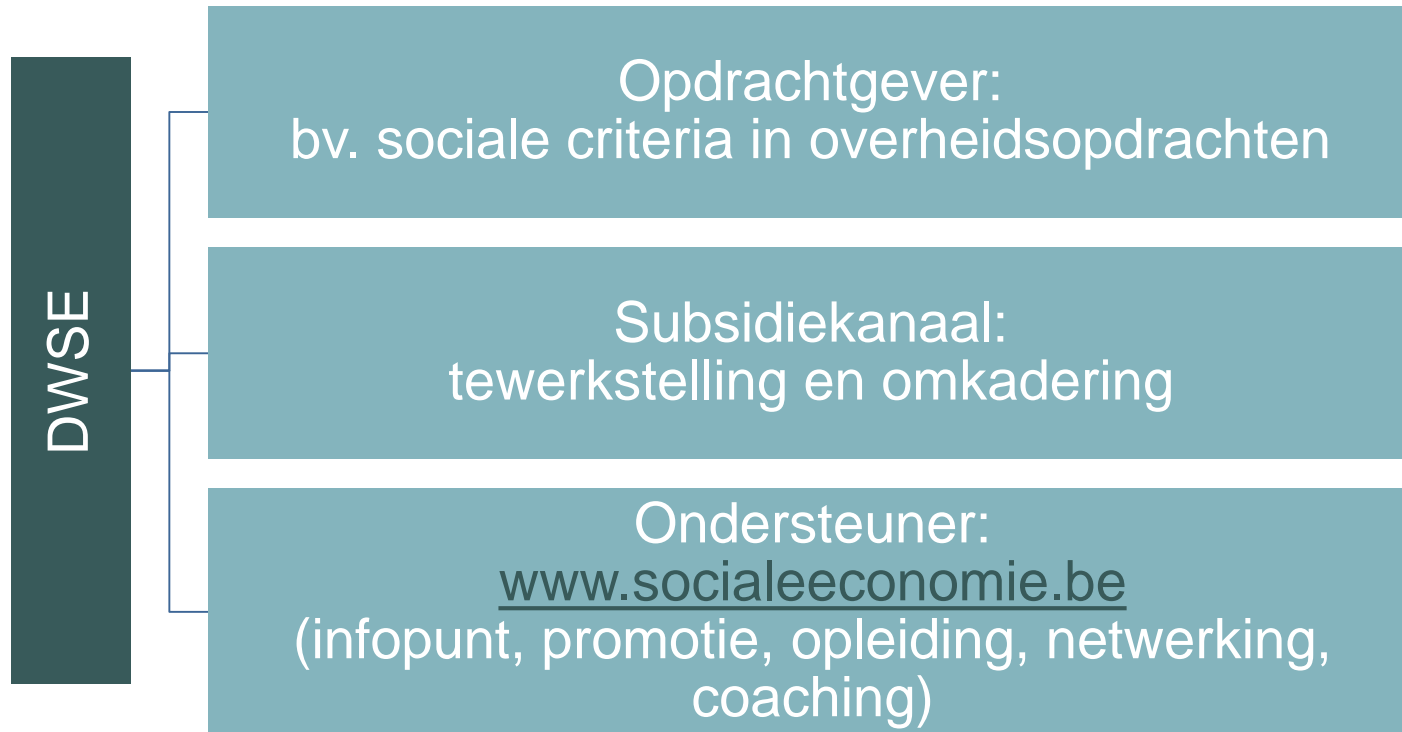 DWSE
Opdrachtgever:
bv. sociale criteria in overheidsopdrachten
Subsidiekanaal:
tewerkstelling en omkadering
Ondersteuner:
www.socialeeconomie.be
(infopunt, promotie, opleiding, netwerking,
coaching)